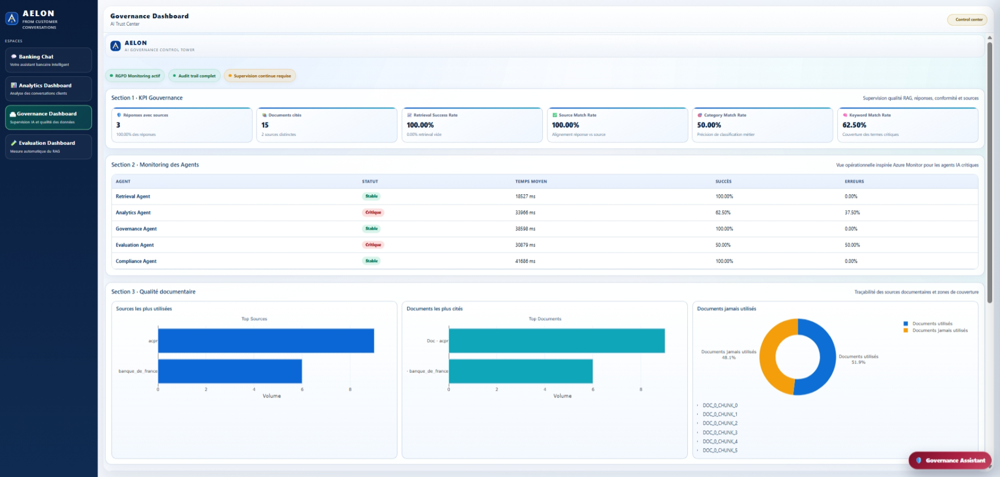 AELON
FROM CUSTOMER
CONVERSATIONS
ESPACES
Banking Chat
Votre assistant bancaire intelligent
Analytics Dashboard
Analyse des conversations clients
Governance Dashboard
Supervision IA et qualité des données
Evaluation Dashboard
Mesure automatique du RAG
Governance Dashboard
AI Trust Center
Control center
AELON
AI GOVERNANCE CONTROL TOWER
RGPD Monitoring actif
Audit trail complet
Supervision continue requise
Section 1 · KPI Gouvernance
Supervision qualité RAG, réponses, conformité et sources
Réponses avec sources
3
100.00% des réponses
Documents cités
15
2 sources distinctes
Retrieval Success Rate
100.00%
0.00% retrieval vide
Source Match Rate
100.00%
Alignement réponse vs source
Category Match Rate
50.00%
Précision de classification métier
Keyword Match Rate
62.50%
Couverture des termes critiques
Section 2 · Monitoring des Agents
Vue opérationnelle inspirée Azure Monitor pour les agents IA critiques
AGENT STATUT TEMPS MOYEN SUCCÈS ERREURS
Retrieval Agent Stable 18527 ms 100.00% 0.00%
Analytics Agent Critique 33966 ms 62.50% 37.50%
Governance Agent Stable 38598 ms 100.00% 0.00%
Evaluation Agent Critique 30879 ms 50.00% 50.00%
Compliance Agent Stable 41686 ms 100.00% 0.00%
Section 3 · Qualité documentaire
Traçabilité des sources documentaires et zones de couverture
Sources les plus utilisées
Top Sources
acpr
banque_de_france
0 2 4 6 8
Volume
Documents les plus cités
Top Documents
Doc - acpr
- banque_de_france
0 2 4 6 8
Volume
Documents jamais utilisés
Documents utilisés
Documents jamais utilisés
Documents jamais utilisés
48.1%
Documents utilisés
51.9%
DOC_0_CHUNK_0
DOC_0_CHUNK_1
DOC_0_CHUNK_2
DOC_0_CHUNK_3
DOC_0_CHUNK_4
DOC_0_CHUNK_5
Governance Assistant